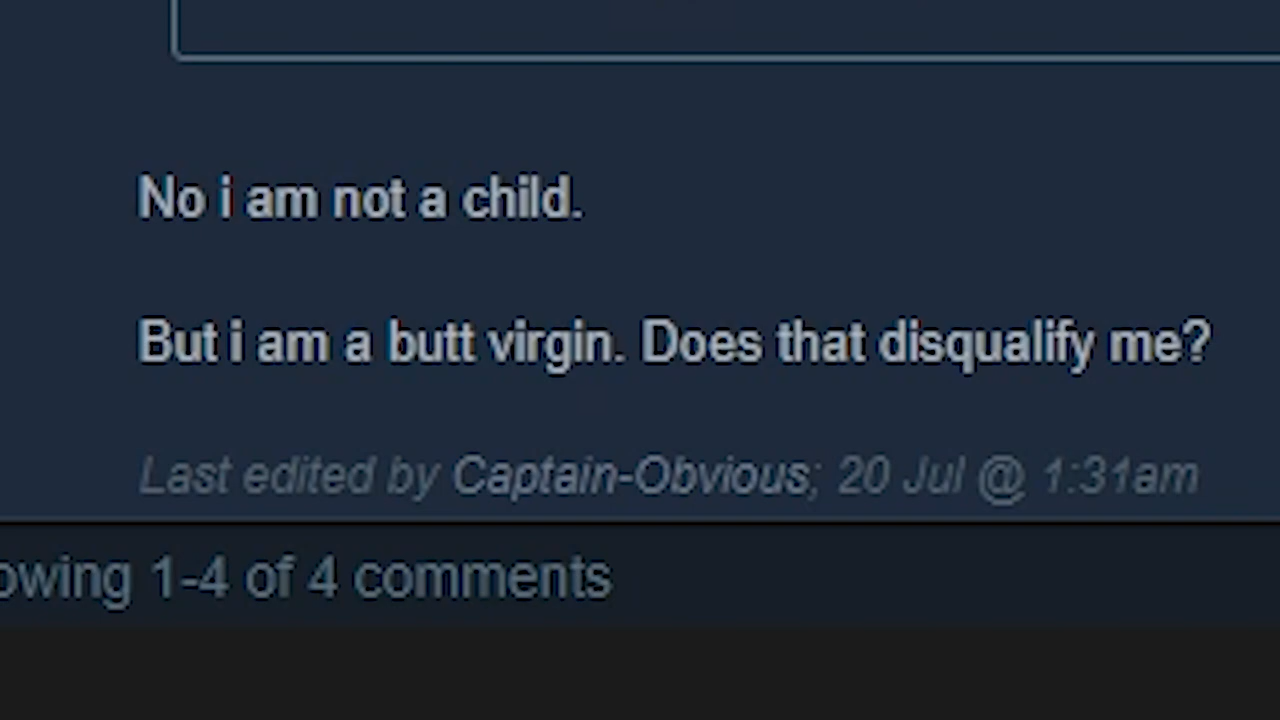 No i am not a child.
But i am a butt virgin. Does that disqualify me?
Last edited by Captain-Obvious; 20 Jul @ 1:31am
owing 1-4 of 4 comments